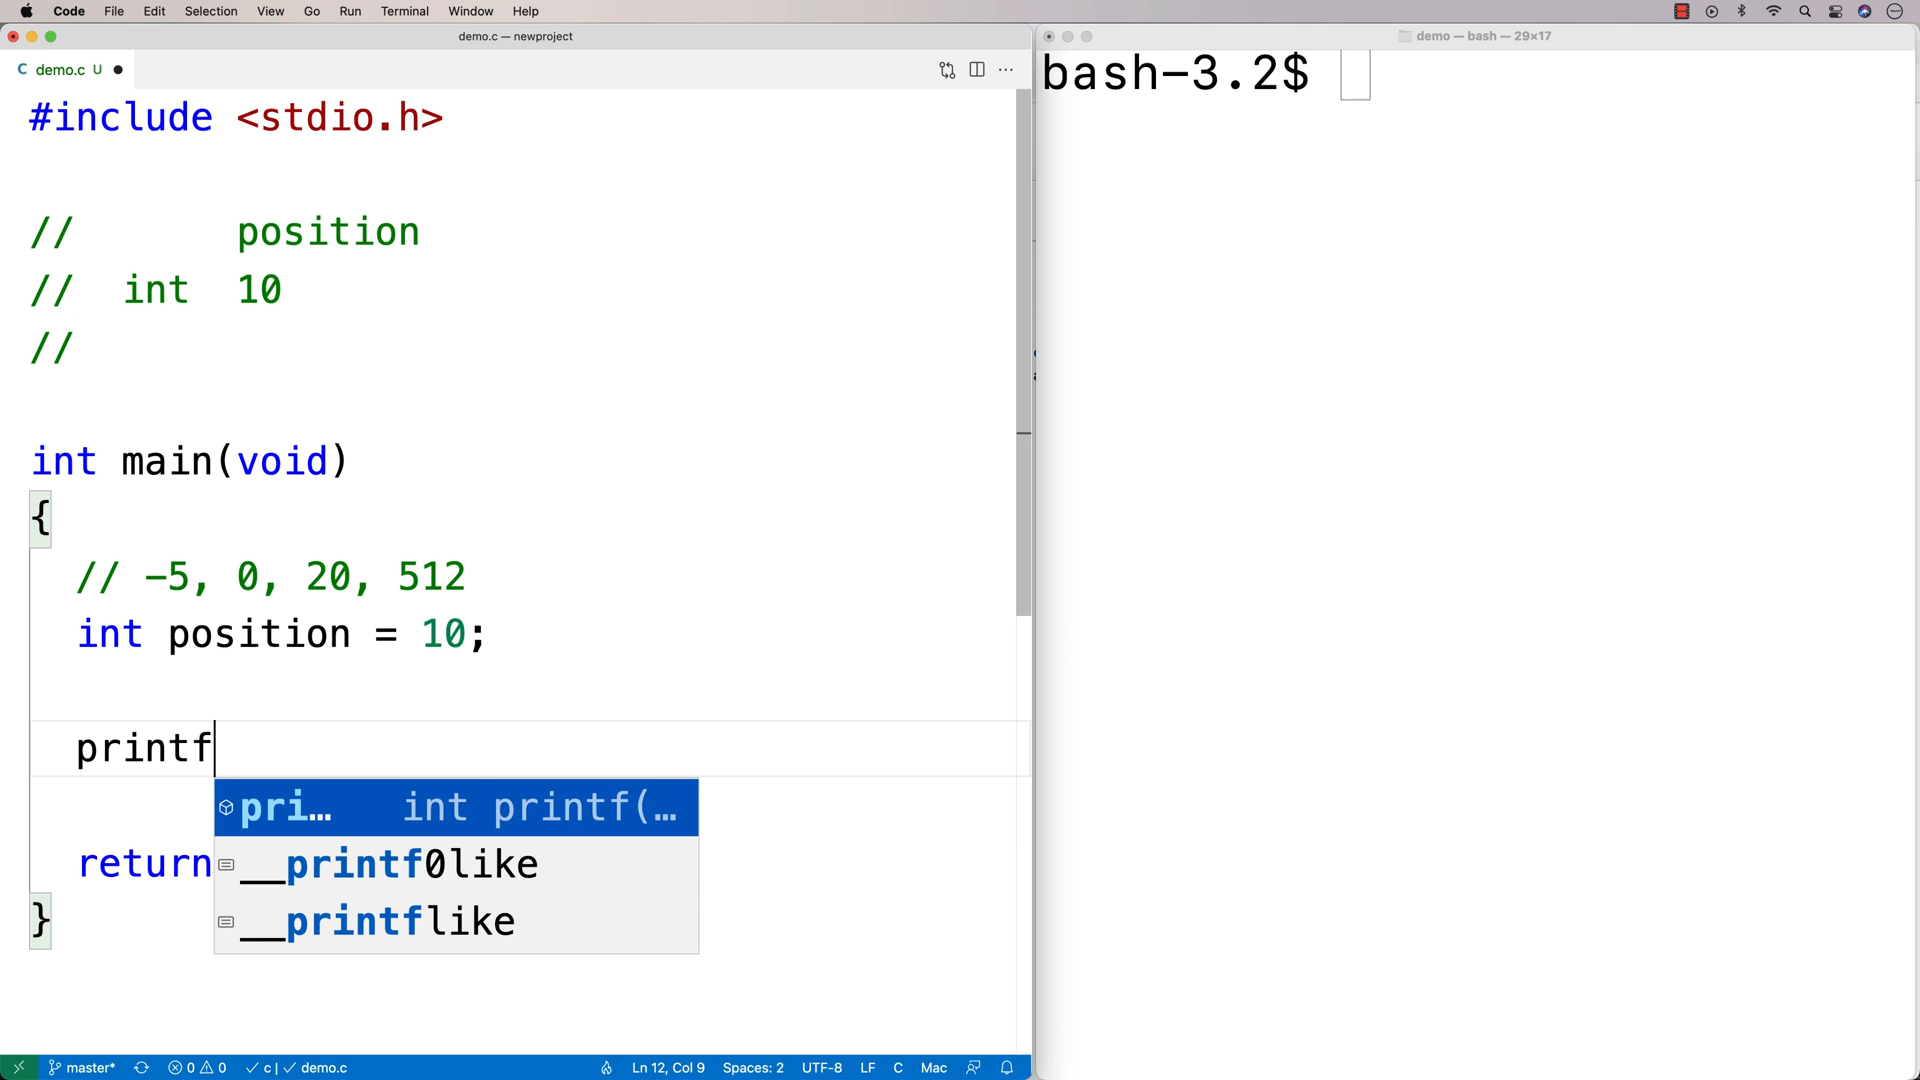 Code File Edit Selection View Go Run Terminal Window Help
demo.c — newproject
C demo.c U
#include <stdio.h>
// position
// int 10
//
int main(void)
{
// -5, 0, 20, 512
int position = 10;
printf
pri… int printf(…
__printf0like
return
__printflike
}
master* 0 0 c | demo.c Ln 12, Col 9 Spaces: 2 UTF-8 LF C Mac
demo — bash — 29×17
bash-3.2$